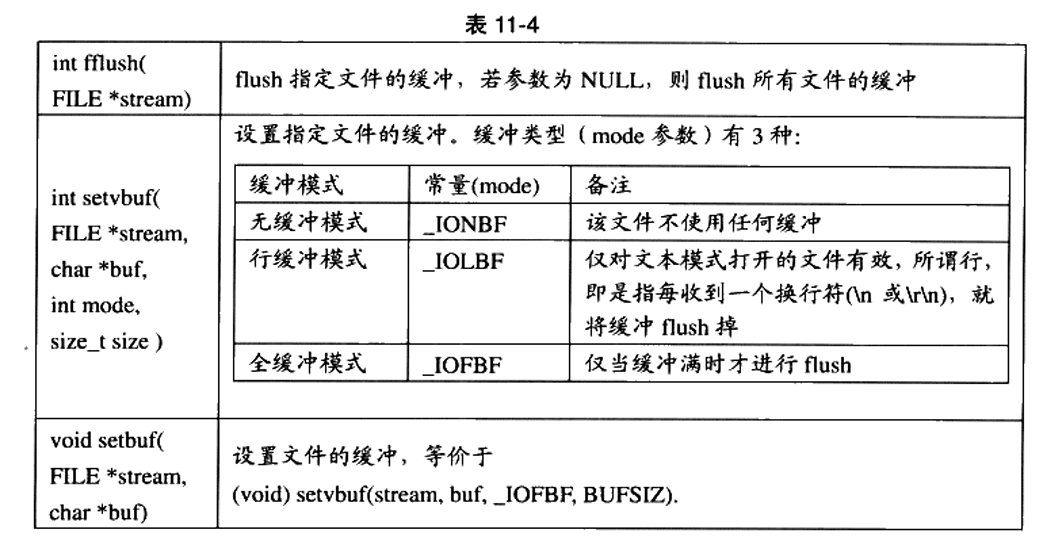 表 11-4
int fflush(
FILE *stream)
flush 指定文件的缓冲，若参数为 NULL，则 flush 所有文件的缓冲
int setvbuf(
FILE *stream,
char *buf,
int mode,
size_t size )
设置指定文件的缓冲。缓冲类型（mode 参数）有 3 种:
缓冲模式 常量(mode) 备注
无缓冲模式 _IONBF 该文件不使用任何缓冲
行缓冲模式 _IOLBF 仅对文本模式打开的文件有效，所谓行，
即是指每收到一个换行符(\n 或\r\n)，就
将缓冲 flush 掉
全缓冲模式 _IOFBF 仅当缓冲满时才进行 flush
void setbuf(
FILE *stream,
char *buf)
设置文件的缓冲，等价于
(void) setvbuf(stream, buf, _IOFBF, BUFSIZ).